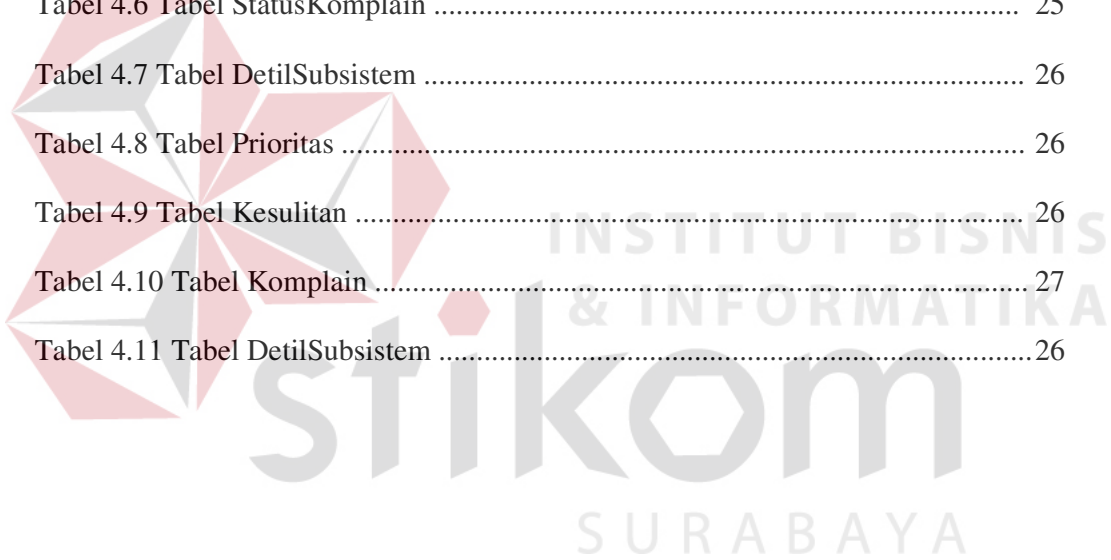 Tabel 4.6 Tabel StatusKomplain .......................................................................... 25
Tabel 4.7 Tabel DetilSubsistem ............................................................................ 26
Tabel 4.8 Tabel Prioritas ....................................................................................... 26
Tabel 4.9 Tabel Kesulitan ..................................................................................... 26
Tabel 4.10 Tabel Komplain ................................................................................... 27
Tabel 4.11 Tabel DetilSubsistem ...........................................................................26
INSTITUT BISNIS
& INFORMATIKA
stikom
SURABAYA